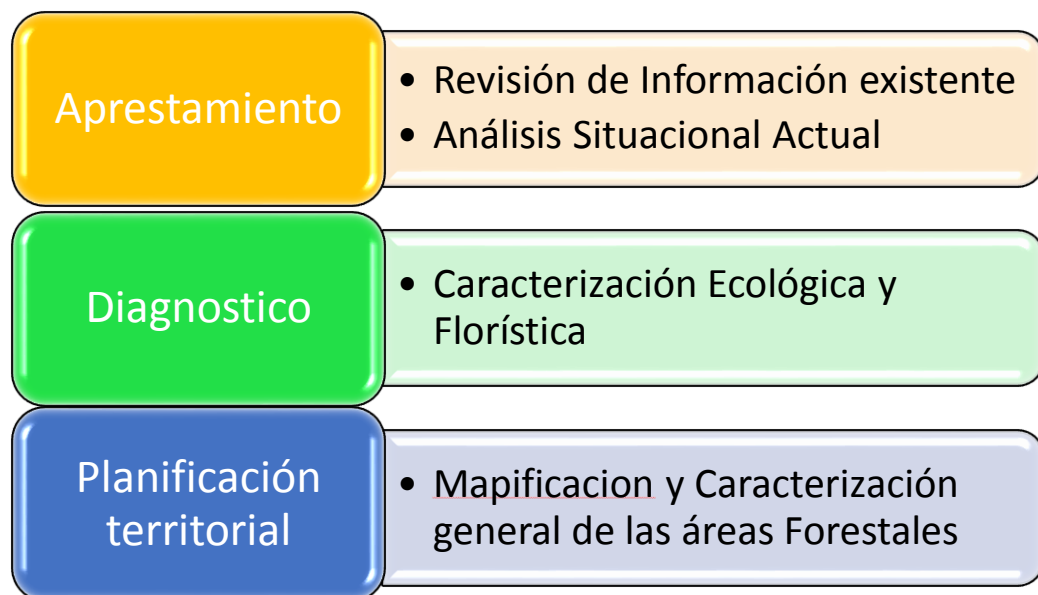 Aprestamiento
• Revisión de Información existente
• Análisis Situacional Actual
Diagnostico
• Caracterización Ecológica y
Florística
Planificación
territorial
• Mapificacion y Caracterización
general de las áreas Forestales